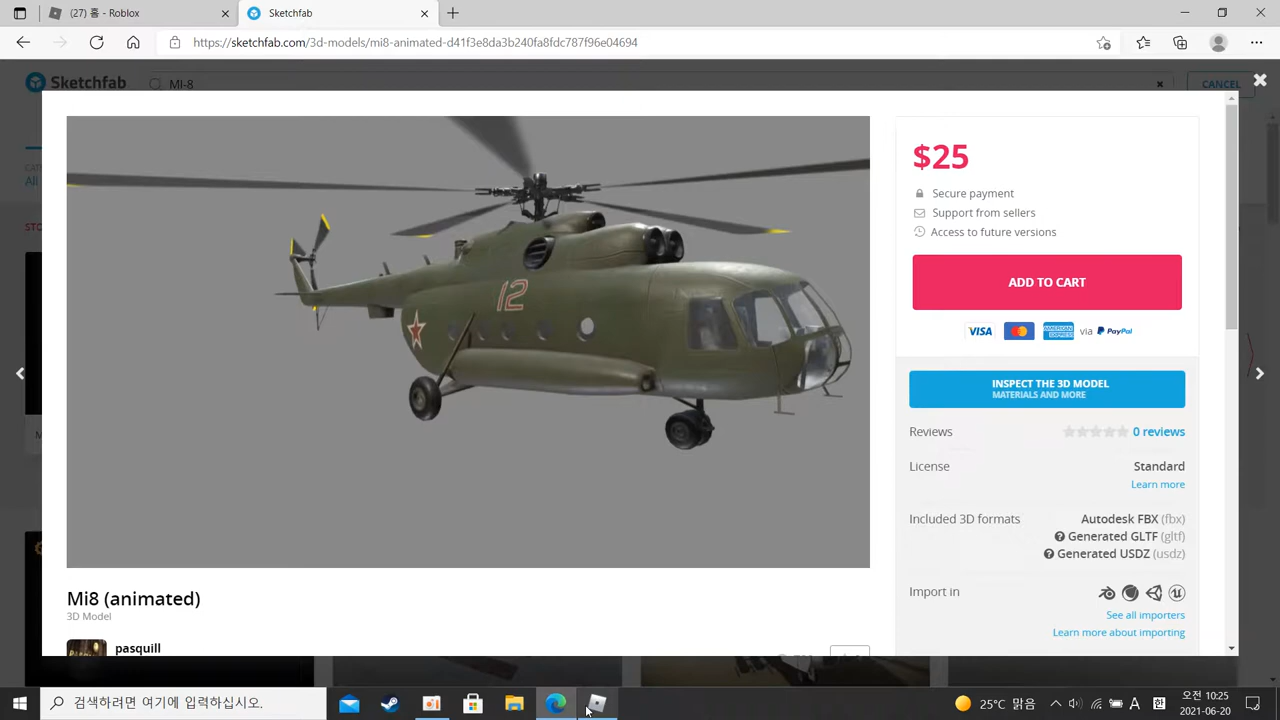 (27) 홈 - Roblox
Sketchfab
https://sketchfab.com/3d-models/mi8-animated-d41f3e8da3b240fa8fdc787f96e04694
Sketchfab
MI-8
CANCEL
All
12
$25
Secure payment
Support from sellers
Access to future versions
ADD TO CART
VISA
AMERICAN EXPRESS
via PayPal
INSPECT THE 3D MODEL
MATERIALS AND MORE
Reviews
0 reviews
License
Standard
Learn more
Included 3D formats
Autodesk FBX (fbx)
Generated GLTF (gltf)
Generated USDZ (usdz)
Import in
See all importers
Learn more about importing
Mi8 (animated)
3D Model
pasquill
검색하려면 여기에 입력하십시오.
25°C 맑음
A
한
오전 10:25
2021-06-20